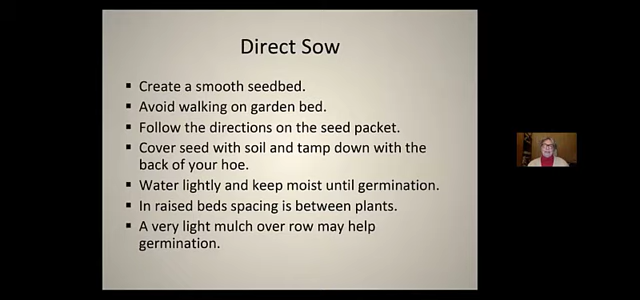 Direct Sow
▪ Create a smooth seedbed.
▪ Avoid walking on garden bed.
▪ Follow the directions on the seed packet.
▪ Cover seed with soil and tamp down with the
back of your hoe.
▪ Water lightly and keep moist until germination.
▪ In raised beds spacing is between plants.
▪ A very light mulch over row may help
germination.